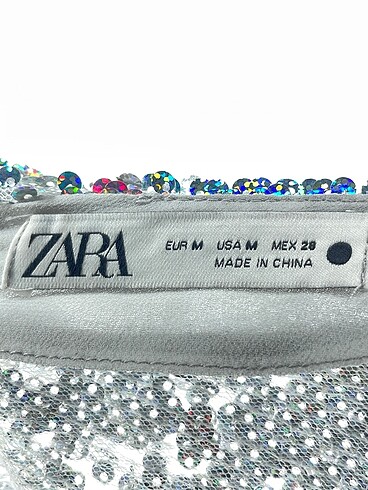 ZARA
EUR M USA M MEX 28
MADE IN CHINA